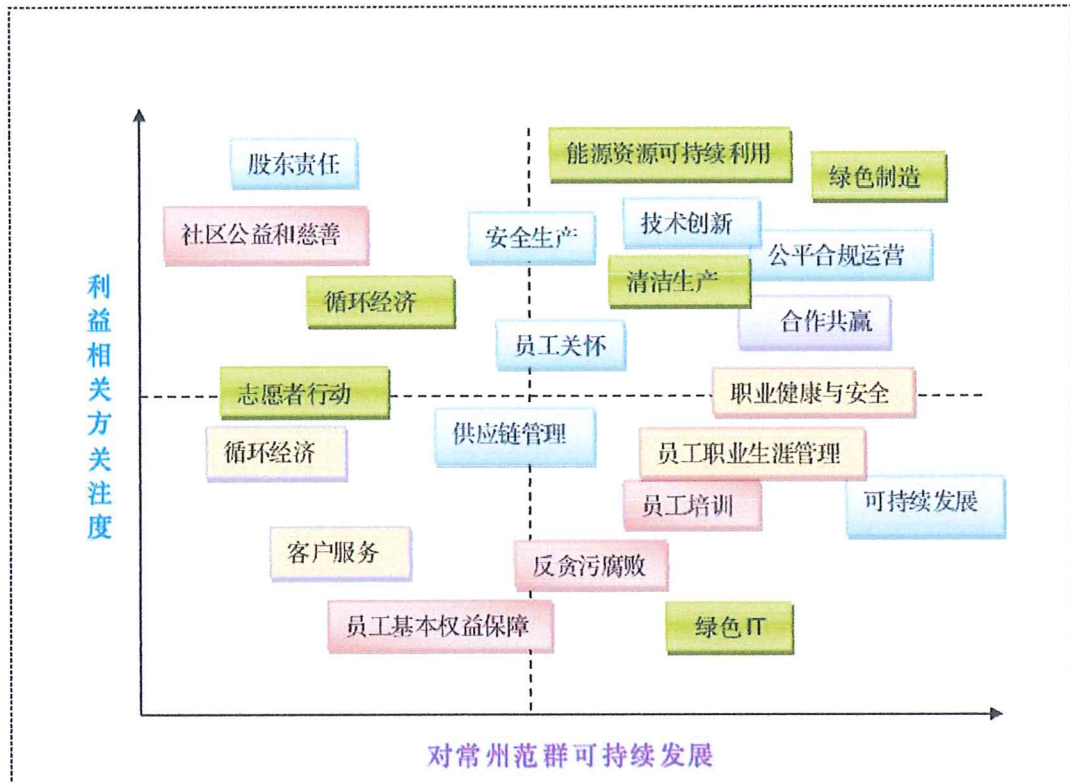 能源资源可持续利用
股东责任
绿色制造
技术创新
社区公益和慈善
安全生产
公平合规运营
清洁生产
循环经济
合作共赢
员工关怀
利益相关方关注度
志愿者行动
职业健康与安全
供应链管理
循环经济
员工职业生涯管理
员工培训
可持续发展
客户服务
反贪污腐败
员工基本权益保障
绿色IT
对常州范群可持续发展